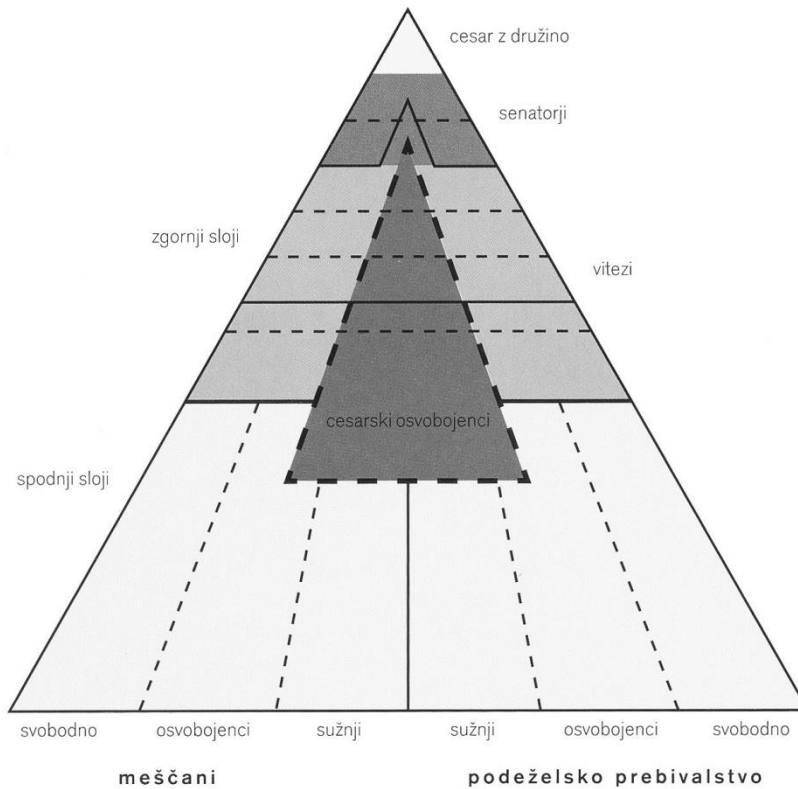 cesar z družino
senatorji
zgornji sloji
vitezi
cesarski osvobojenci
spodnji sloji
svobodno
osvobojenci
sužnji
sužnji
osvobojenci
svobodno
meščani
podeželsko prebivalstvo